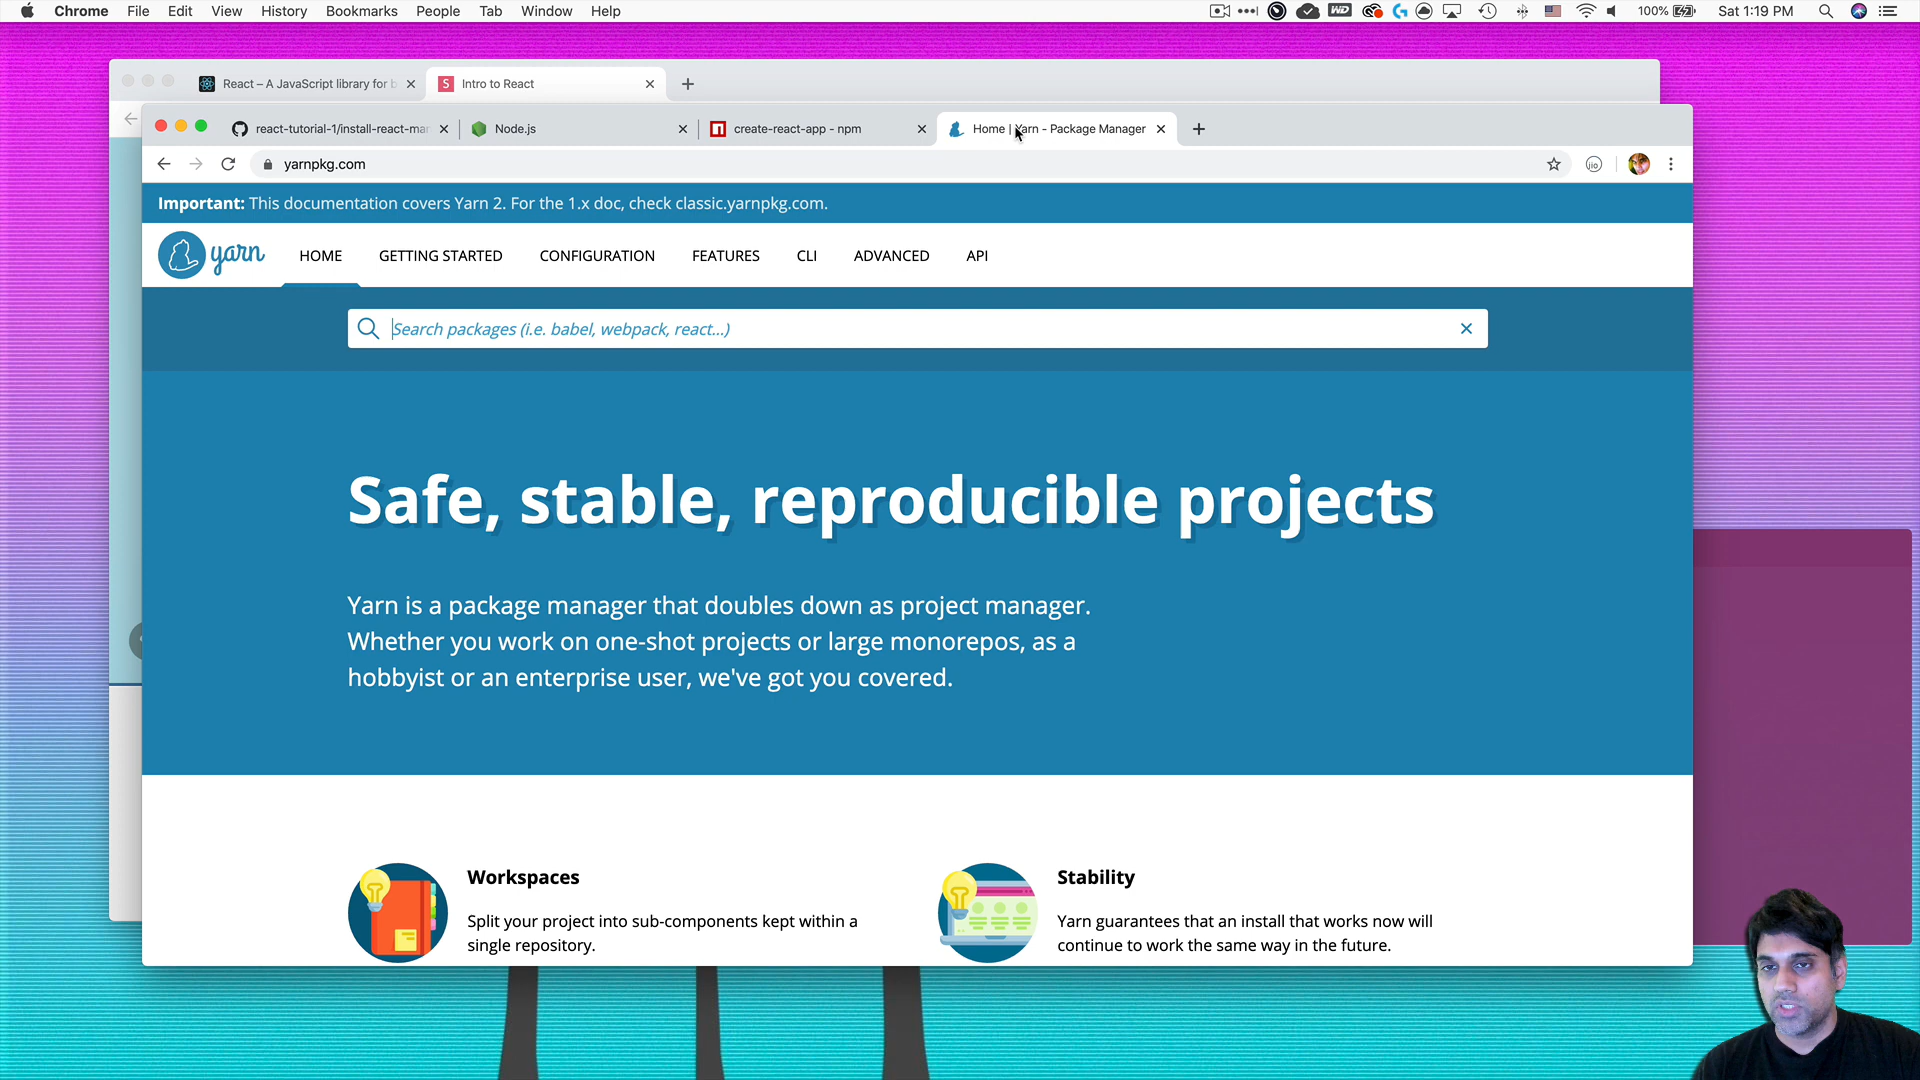 Chrome File Edit View History Bookmarks People Tab Window Help
100% Sat 1:19 PM
React – A JavaScript library for b
S Intro to React
react-tutorial-1/install-react-mar
Node.js
create-react-app - npm
Home | Yarn - Package Manager
yarnpkg.com
Important: This documentation covers Yarn 2. For the 1.x doc, check classic.yarnpkg.com.
yarn HOME GETTING STARTED CONFIGURATION FEATURES CLI ADVANCED API
Search packages (i.e. babel, webpack, react...)
Safe, stable, reproducible projects
Yarn is a package manager that doubles down as project manager.
Whether you work on one-shot projects or large monorepos, as a
hobbyist or an enterprise user, we've got you covered.
Workspaces
Split your project into sub-components kept within a
single repository.
Stability
Yarn guarantees that an install that works now will
continue to work the same way in the future.